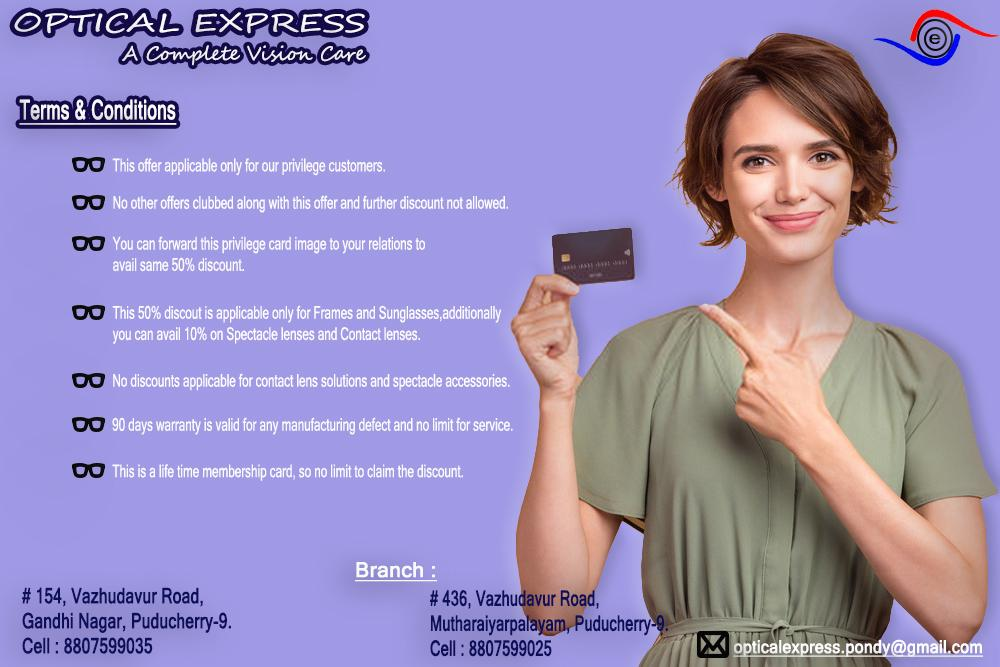 OPTICAL EXPRESS
A Complete Vision Care
e
Terms & Conditions
This offer applicable only for our privilege customers.
No other offers clubbed along with this offer and further discount not allowed.
You can forward this privilege card image to your relations to
avail same 50% discount.
This 50% discout is applicable only for Frames and Sunglasses,additionally
you can avail 10% on Spectacle lenses and Contact lenses.
No discounts applicable for contact lens solutions and spectacle accessories.
90 days warranty is valid for any manufacturing defect and no limit for service.
This is a life time membership card, so no limit to claim the discount.
Branch :
# 154, Vazhudavur Road,
Gandhi Nagar, Puducherry-9.
Cell : 8807599035
# 436, Vazhudavur Road,
Mutharaiyarpalayam, Puducherry-9.
Cell : 8807599025
opticalexpress.pondy@gmail.com